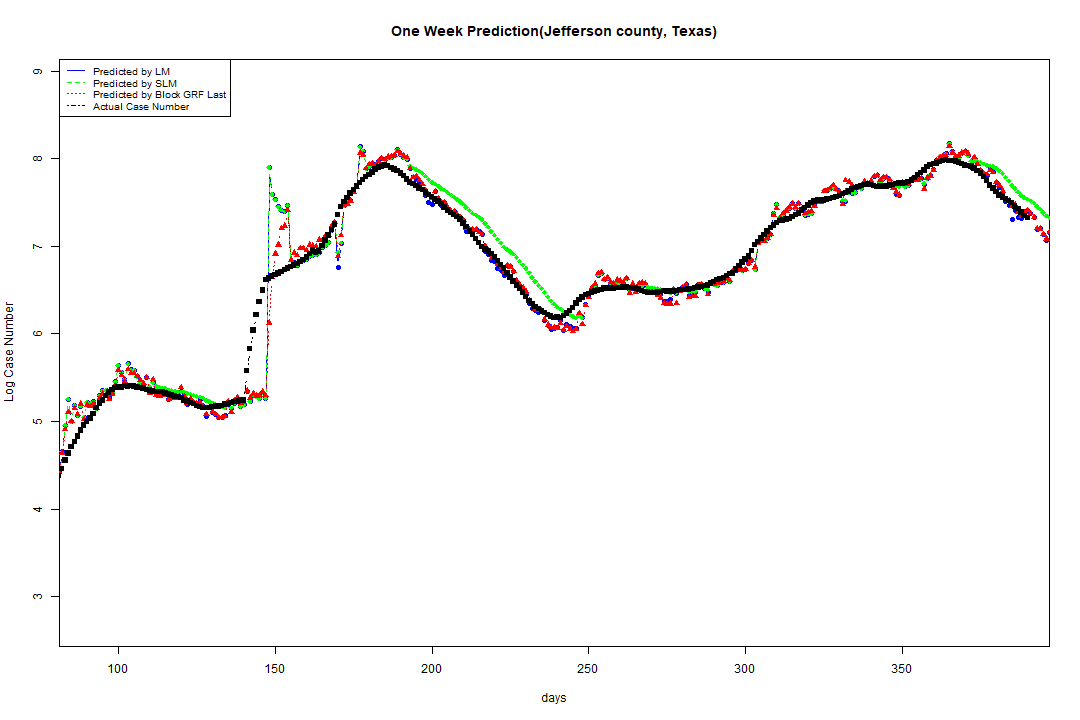 One Week Prediction(Jefferson county, Texas)
Predicted by LM
Predicted by SLM
Predicted by Block GRF Last
Actual Case Number
9
8
7
6
5
4
3
Log Case Number
100 150 200 250 300 350
days